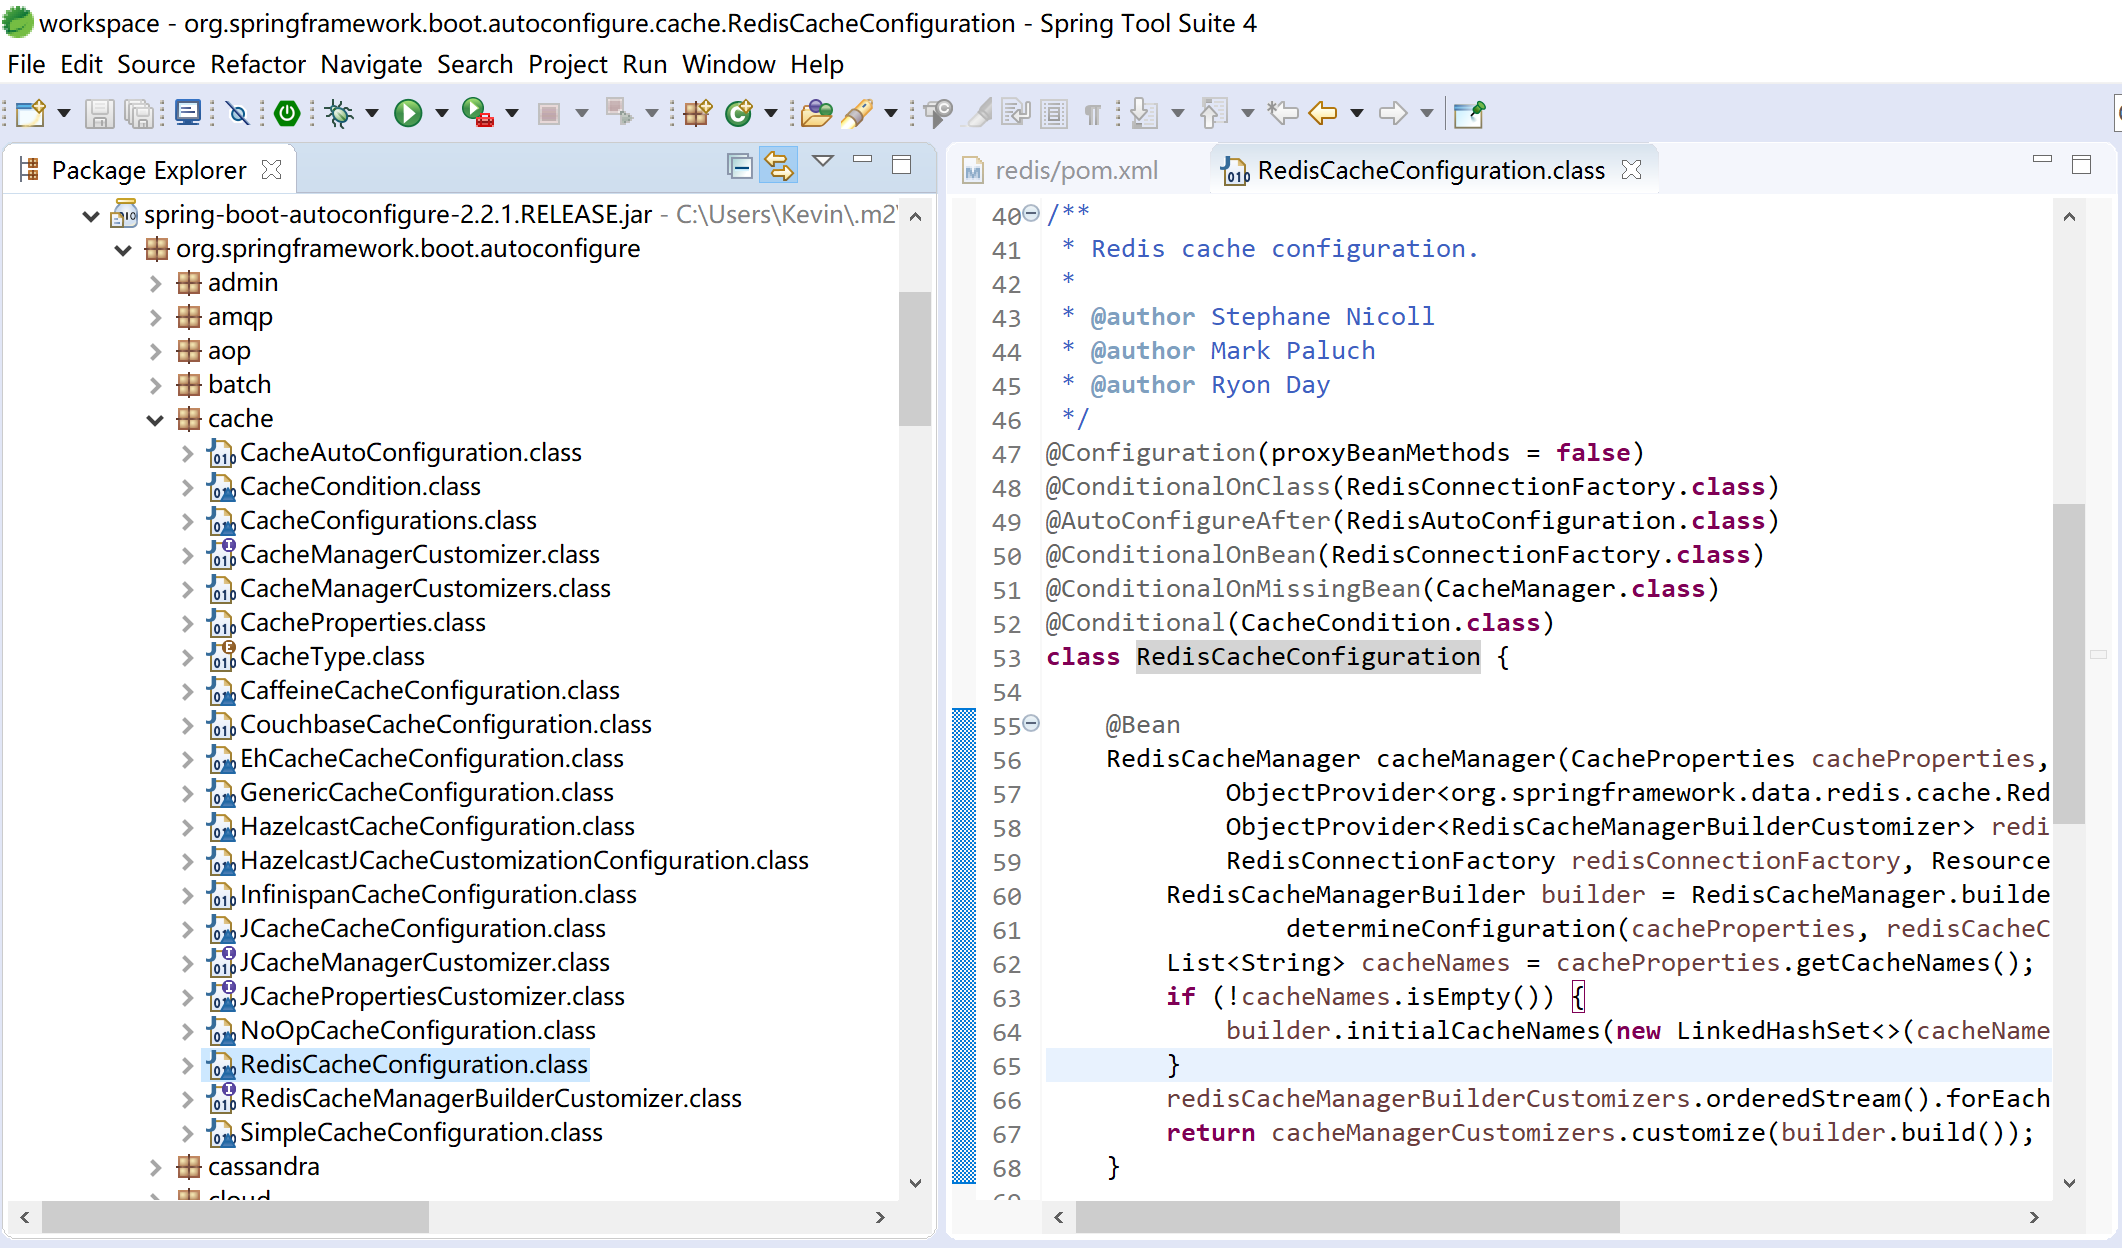 workspace - org.springframework.boot.autoconfigure.cache.RedisCacheConfiguration - Spring Tool Suite 4
File Edit Source Refactor Navigate Search Project Run Window Help
Package Explorer
spring-boot-autoconfigure-2.2.1.RELEASE.jar - C:\Users\Kevin\.m2\
org.springframework.boot.autoconfigure
admin
amqp
aop
batch
cache
CacheAutoConfiguration.class
CacheCondition.class
CacheConfigurations.class
CacheManagerCustomizer.class
CacheManagerCustomizers.class
CacheProperties.class
CacheType.class
CaffeineCacheConfiguration.class
CouchbaseCacheConfiguration.class
EhCacheCacheConfiguration.class
GenericCacheConfiguration.class
HazelcastCacheConfiguration.class
HazelcastJCacheCustomizationConfiguration.class
InfinispanCacheConfiguration.class
JCacheCacheConfiguration.class
JCacheManagerCustomizer.class
JCachePropertiesCustomizer.class
NoOpCacheConfiguration.class
RedisCacheConfiguration.class
RedisCacheManagerBuilderCustomizer.class
SimpleCacheConfiguration.class
cassandra
cloud
redis/pom.xml RedisCacheConfiguration.class
40 /**
41 * Redis cache configuration.
42 *
43 * @author Stephane Nicoll
44 * @author Mark Paluch
45 * @author Ryon Day
46 */
47 @Configuration(proxyBeanMethods = false)
48 @ConditionalOnClass(RedisConnectionFactory.class)
49 @AutoConfigureAfter(RedisAutoConfiguration.class)
50 @ConditionalOnBean(RedisConnectionFactory.class)
51 @ConditionalOnMissingBean(CacheManager.class)
52 @Conditional(CacheCondition.class)
53 class RedisCacheConfiguration {
54
55 @Bean
56 RedisCacheManager cacheManager(CacheProperties cacheProperties,
57 ObjectProvider<org.springframework.data.redis.cache.Red
58 ObjectProvider<RedisCacheManagerBuilderCustomizer> redi
59 RedisConnectionFactory redisConnectionFactory, Resource
60 RedisCacheManagerBuilder builder = RedisCacheManager.builde
61 determineConfiguration(cacheProperties, redisCacheC
62 List<String> cacheNames = cacheProperties.getCacheNames();
63 if (!cacheNames.isEmpty()) {
64 builder.initialCacheNames(new LinkedHashSet<>(cacheName
65 }
66 redisCacheManagerBuilderCustomizers.orderedStream().forEach
67 return cacheManagerCustomizers.customize(builder.build());
68 }
69